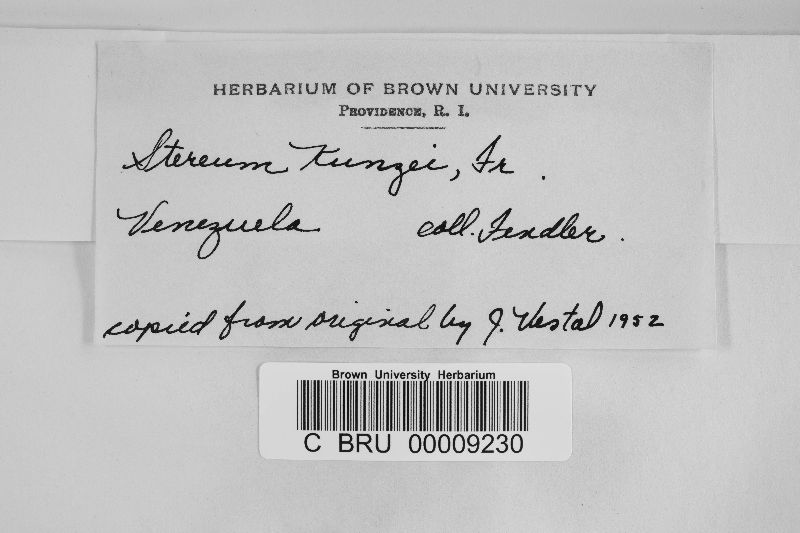 HERBARIUM OF BROWN UNIVERSITY
PROVIDENCE, R. I.
Stereum Kunzei, Fr.
Venezuela coll. Fendler.
copied from original by J. Vestal 1952
Brown University Herbarium
C BRU 00009230